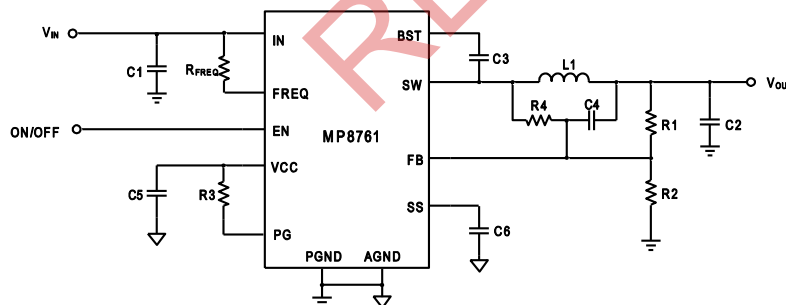 VIN
IN
BST
C3
C1
RFREQ
L1
SW
VOU
FREQ
R4
C4
R1
C2
ON/OFF
EN
MP8761
VCC
FB
C5
R3
R2
SS
PG
C6
PGND
AGND